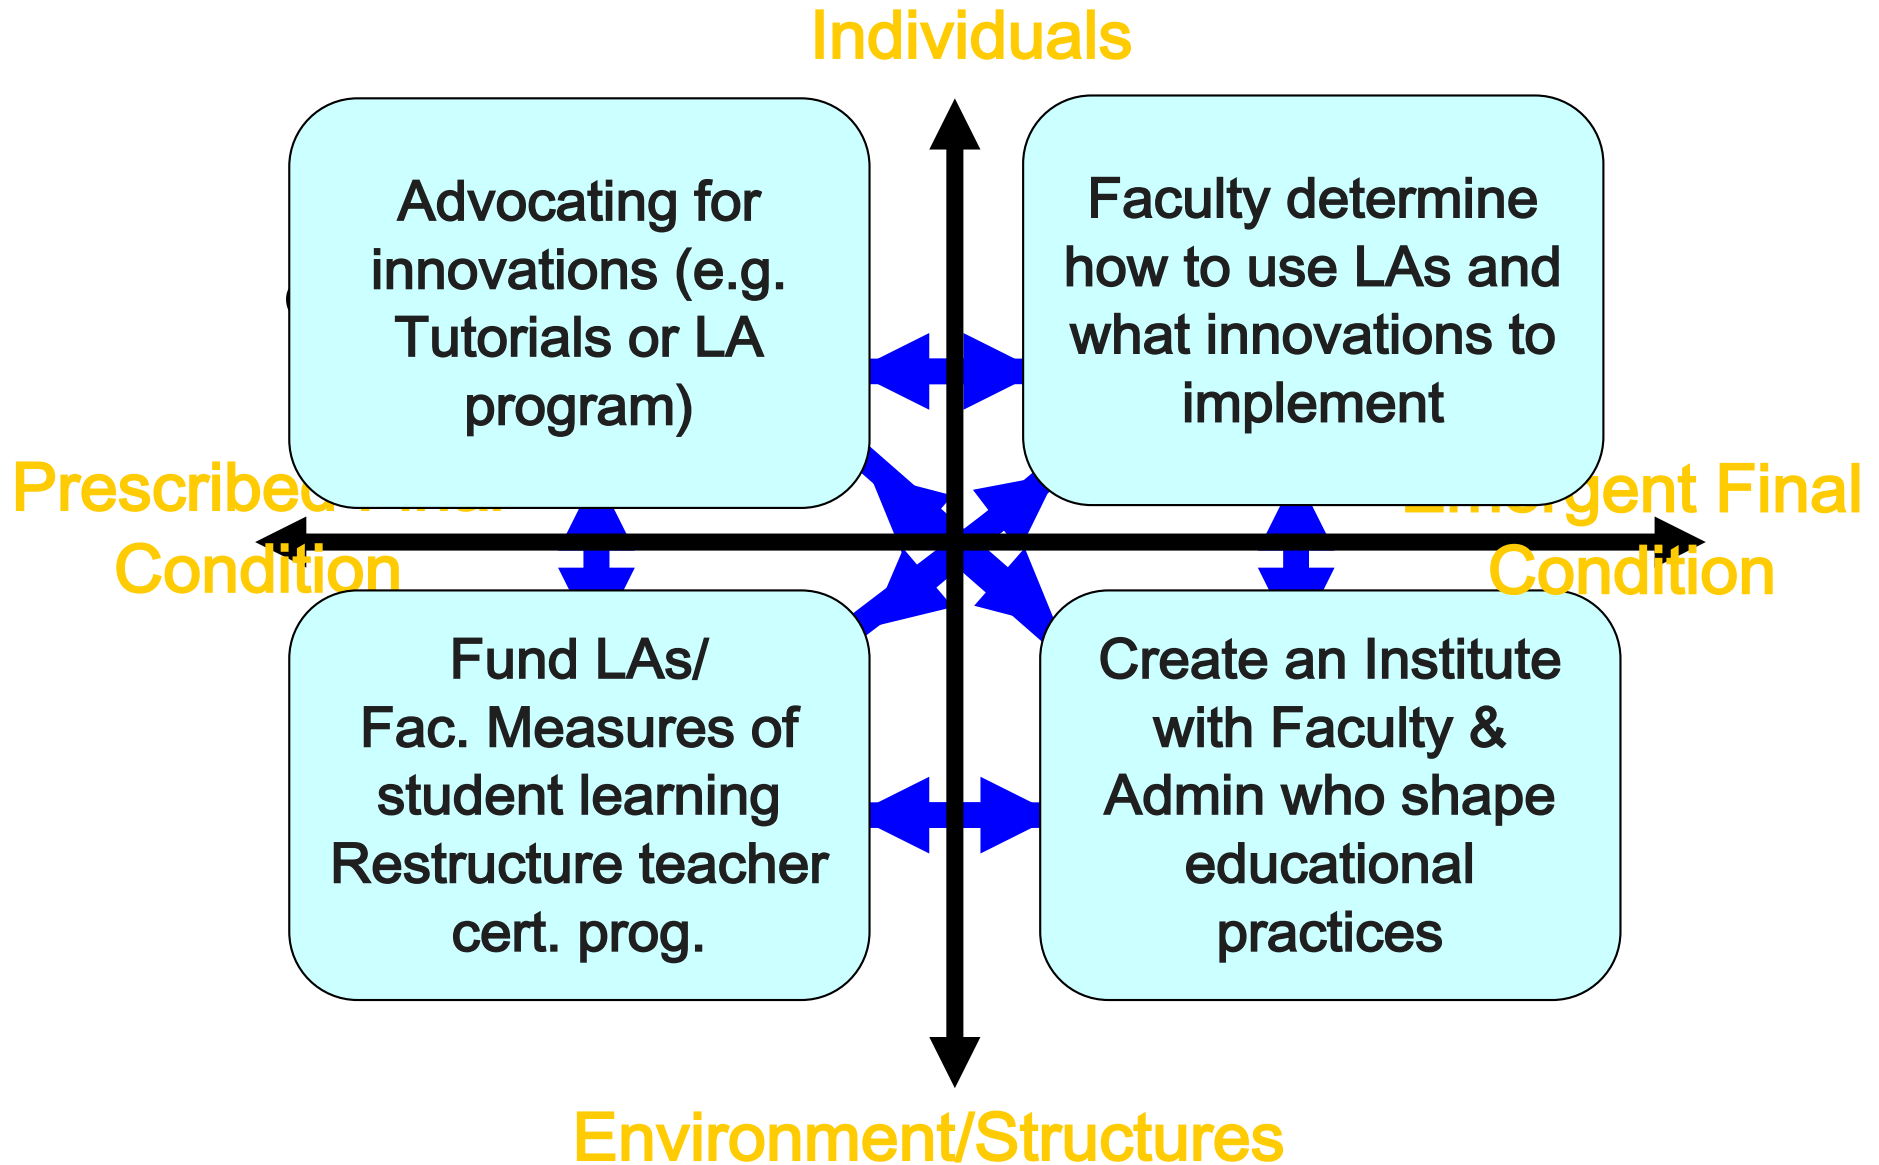 Individuals
Advocating for
innovations (e.g.
Tutorials or LA
program)
Faculty determine
how to use LAs and
what innovations to
implement
Prescribed Final
Condition
Emergent Final
Condition
Fund LAs/
Fac. Measures of
student learning
Restructure teacher
cert. prog.
Create an Institute
with Faculty &
Admin who shape
educational
practices
Environment/Structures